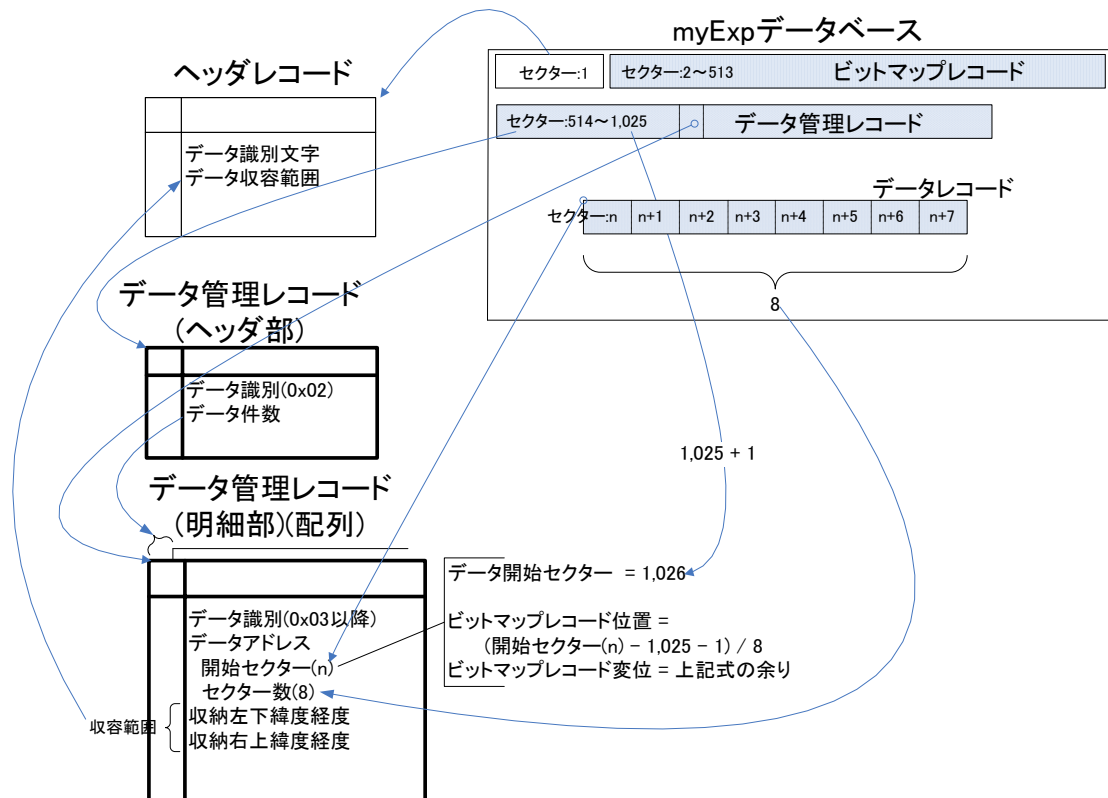 myExpデータベース
セクター:1
セクター:2～513
ビットマップレコード
セクター:514～1,025
データ管理レコード
データレコード
セクター:n
n+1
n+2
n+3
n+4
n+5
n+6
n+7
8
ヘッダレコード
データ識別文字
データ収容範囲
データ管理レコード
(ヘッダ部)
データ識別(0x02)
データ件数
1,025 + 1
データ管理レコード
(明細部)(配列)
データ識別(0x03以降)
データアドレス
開始セクター(n)
セクター数(8)
収容範囲
収納左下緯度経度
収納右上緯度経度
データ開始セクター = 1,026
ビットマップレコード位置 =
(開始セクター(n) − 1,025 − 1) / 8
ビットマップレコード変位 = 上記式の余り